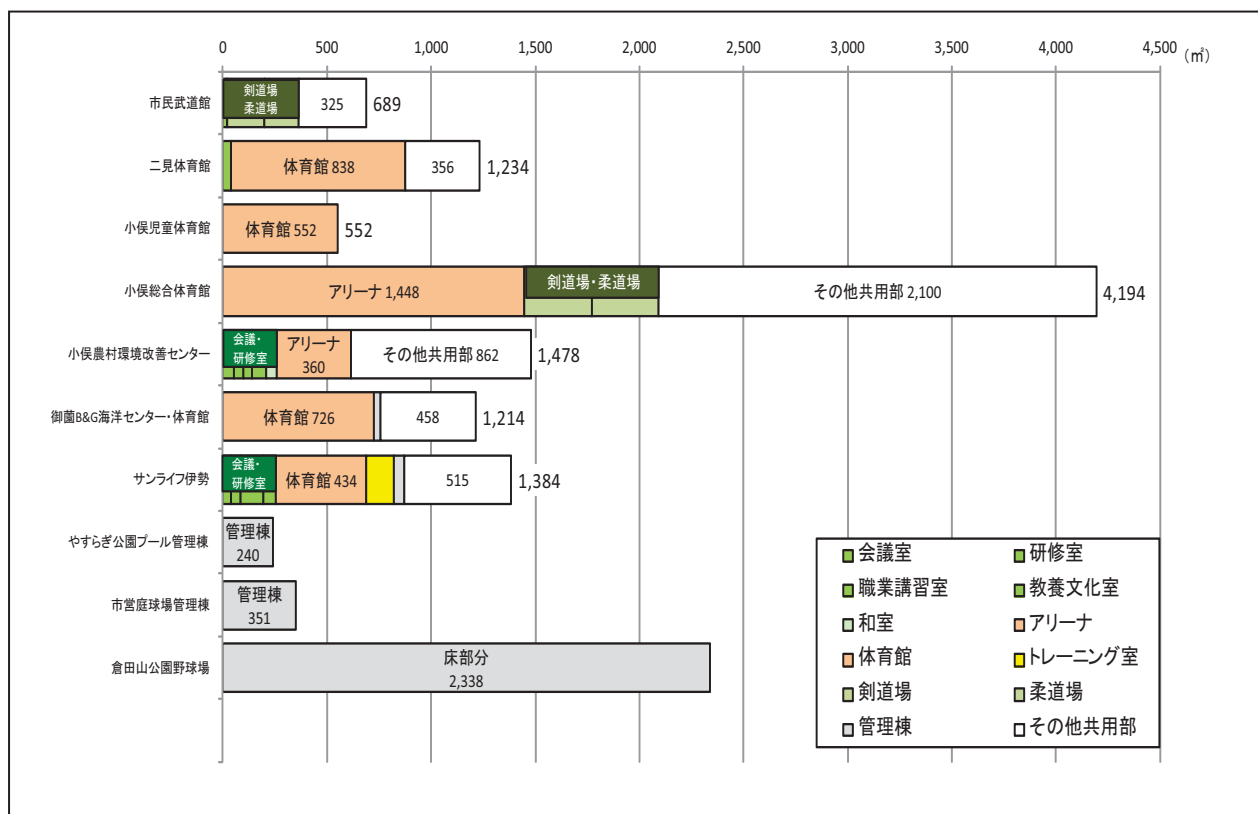 0 500 1,000 1,500 2,000 2,500 3,000 3,500 4,000 4,500 (㎡)
市民武道館
剣道場
柔道場
325
689
二見体育館
体育館 838
356
1,234
小俣児童体育館
体育館 552
552
小俣総合体育館
アリーナ 1,448
剣道場・柔道場
その他共用部 2,100
4,194
小俣農村環境改善センター
会議・
研修室
アリーナ
360
その他共用部 862
1,478
御薗B&G海洋センター・体育館
体育館 726
458
1,214
サンライフ伊勢
会議・
研修室
体育館 434
515
1,384
やすらぎ公園プール管理棟
管理棟
240
市営庭球場管理棟
管理棟
351
倉田山公園野球場
床部分
2,338
会議室 研修室
職業講習室 教養文化室
和室 アリーナ
体育館 トレーニング室
剣道場 柔道場
管理棟 その他共用部